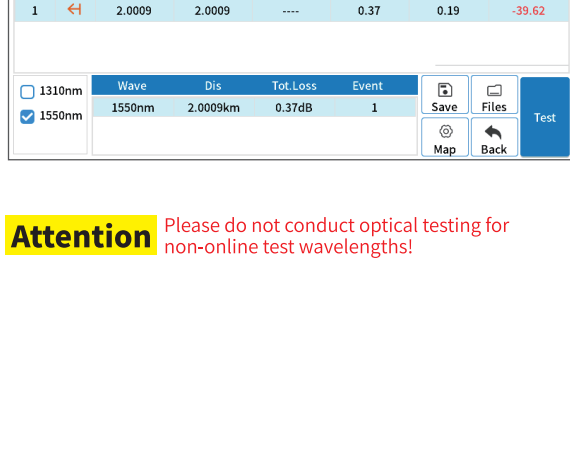 1 2.0009 2.0009 ---- 0.37 0.19 -39.62
1310nm
1550nm
Wave Dis Tot.Loss Event
1550nm 2.0009km 0.37dB 1
Save Files
Map Back
Test
Attention
Please do not conduct optical testing for
non-online test wavelengths!